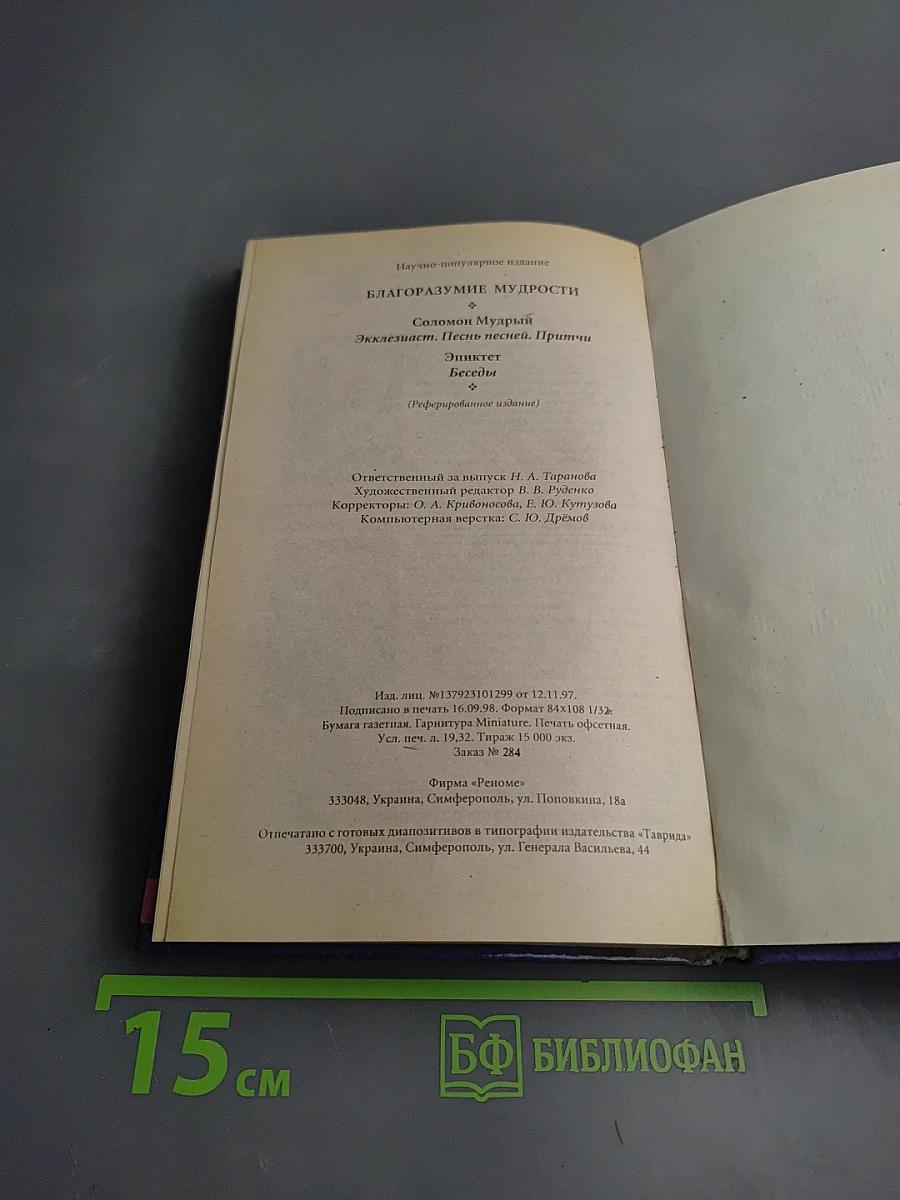 Научно-популярное издание
БЛАГОРАЗУМИЕ МУДРОСТИ
Соломон Мудрый
Экклезиаст. Песнь песней. Притчи
Эпиктет
Беседы
(Реферированное издание)
Ответственный за выпуск Н. А. Таранова
Художественный редактор В. В. Руденко
Корректоры: О. А. Кривоносова, Е. Ю. Кутузова
Компьютерная верстка: С. Ю. Дрёмов
Изд. лиц. №137923101299 от 12.11.97.
Подписано в печать 16.09.98. Формат 84х108 1/32.
Бумага газетная. Гарнитура Miniature. Печать офсетная.
Усл. печ. л. 19,32. Тираж 15 000 экз.
Заказ № 284
Фирма «Реноме»
333048, Украина, Симферополь, ул. Поповкина, 18а
Отпечатано с готовых диапозитивов в типографии издательства «Таврида»
333700, Украина, Симферополь, ул. Генерала Васильева, 44
15 см
БФ БИБЛИОФАН